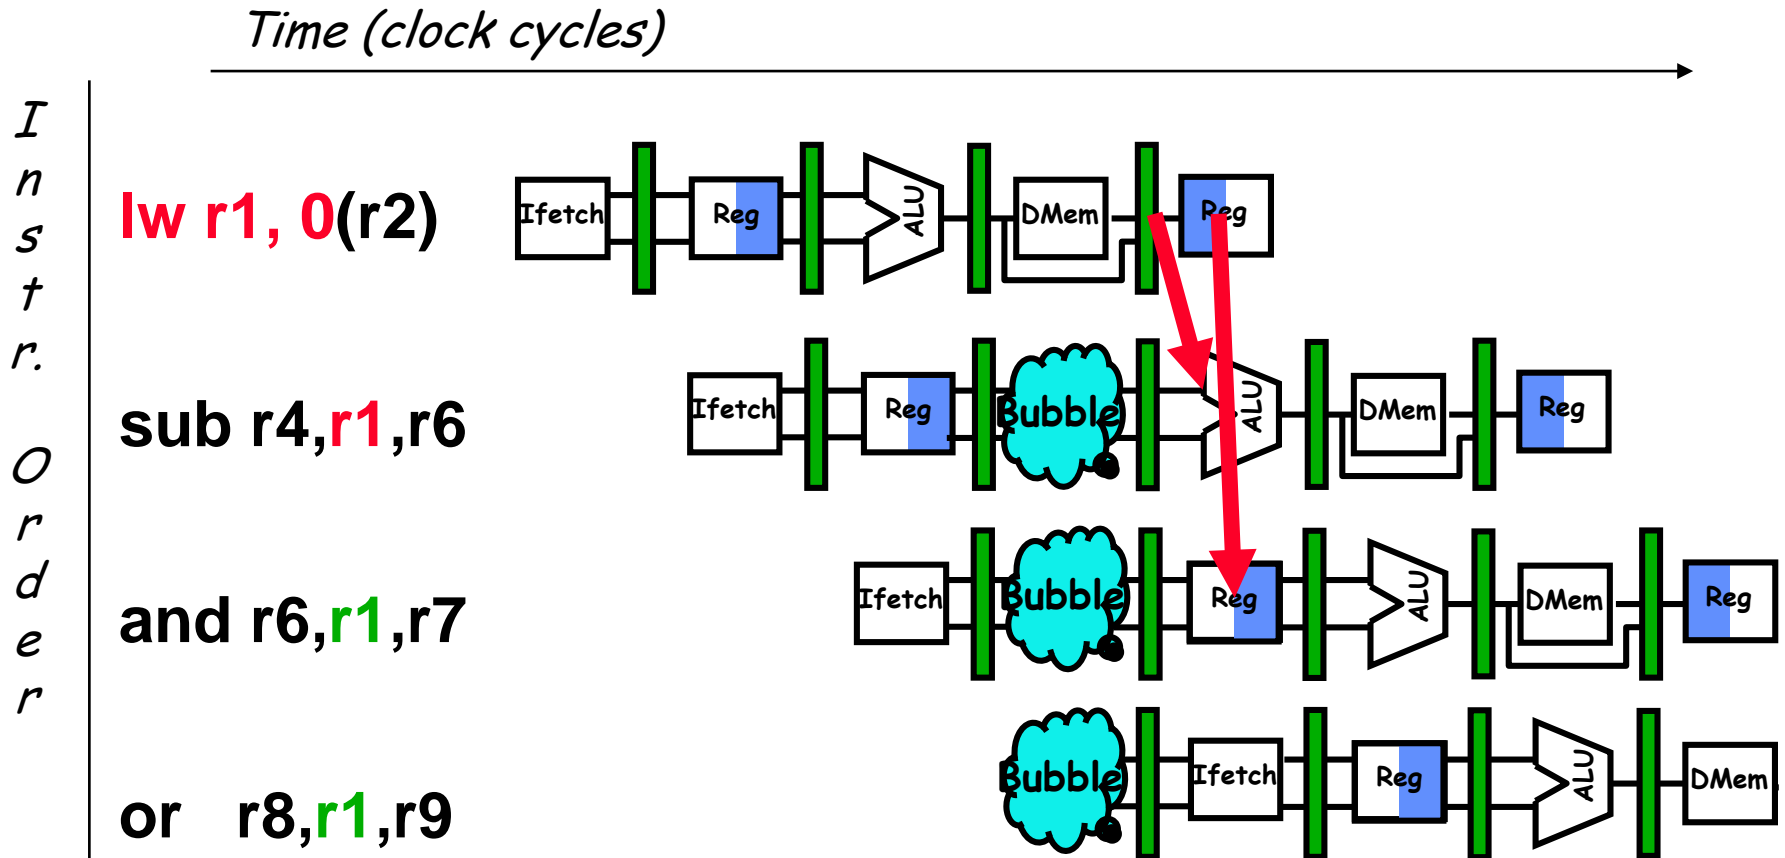 Time (clock cycles)
Instr. Order
lw r1, 0(r2)
Ifetch Reg ALU DMem Reg
sub r4,r1,r6
Ifetch Reg Bubble ALU DMem Reg
and r6,r1,r7
Ifetch Bubble Reg ALU DMem Reg
or r8,r1,r9
Bubble Ifetch Reg ALU DMem